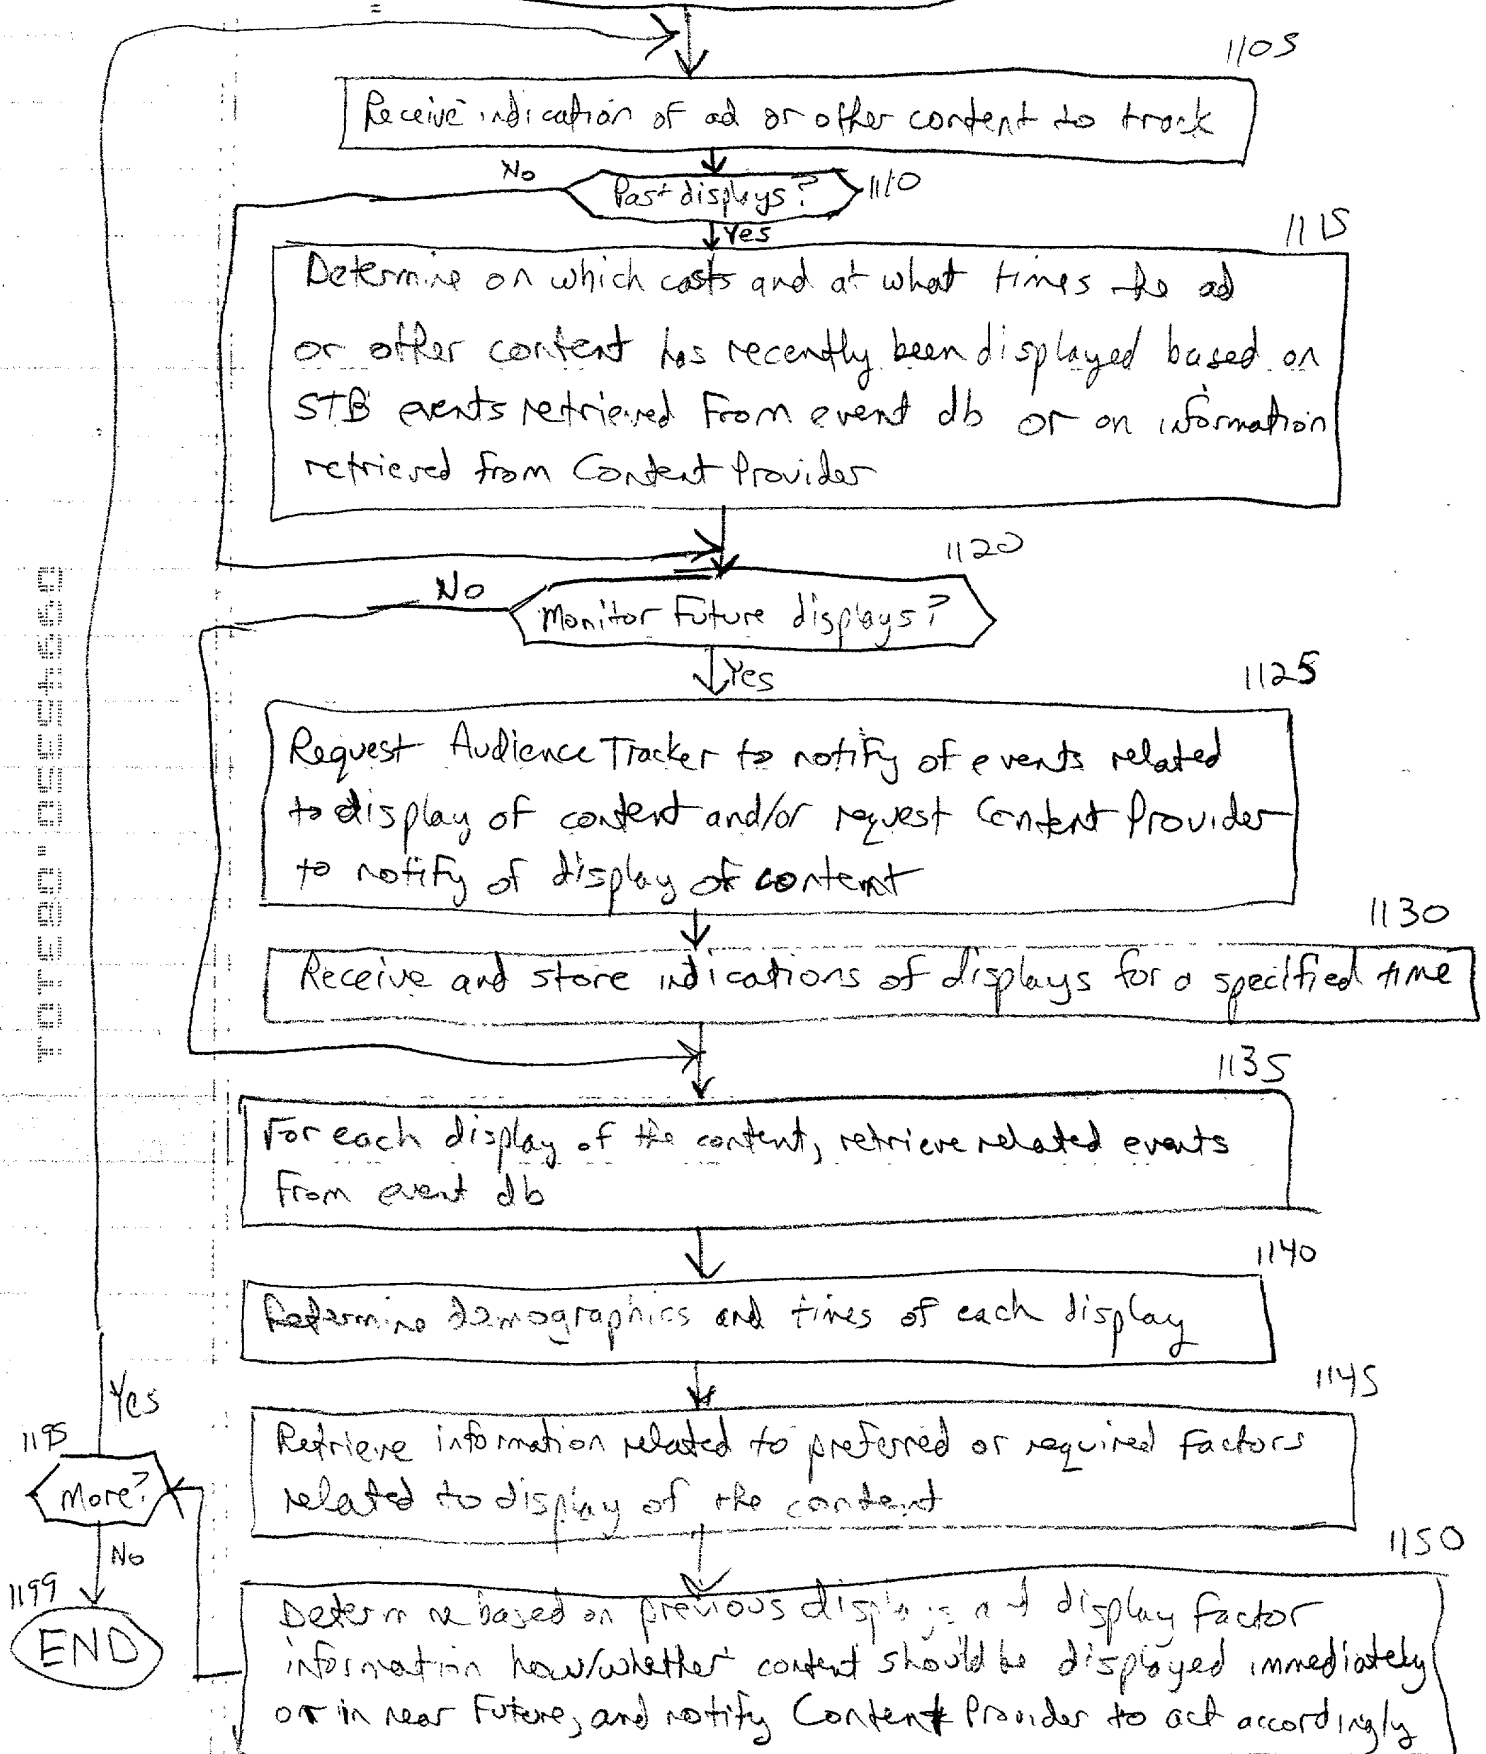 1105
Receive indication of ad or other content to track
No
Past displays?
1110
Yes
1115
Determine on which casts and at what times the ad
or other content has recently been displayed based on
STB events retrieved from event db or on information
retrieved from Content Provider
1120
No
Monitor Future displays?
Yes
1125
Request Audience Tracker to notify of events related
to display of content and/or request Content Provider
to notify of display of content
1130
Receive and store indications of displays for a specified time
1135
For each display of the content, retrieve related events
from event db
1140
Determine demographics and times of each display
1145
Retrieve information related to preferred or required factors
related to display of the content
1150
Determine based on previous displays and display factor
information how/whether content should be displayed immediately
or in near future, and notify Content Provider to act accordingly
Yes
1195
More?
No
1199
END